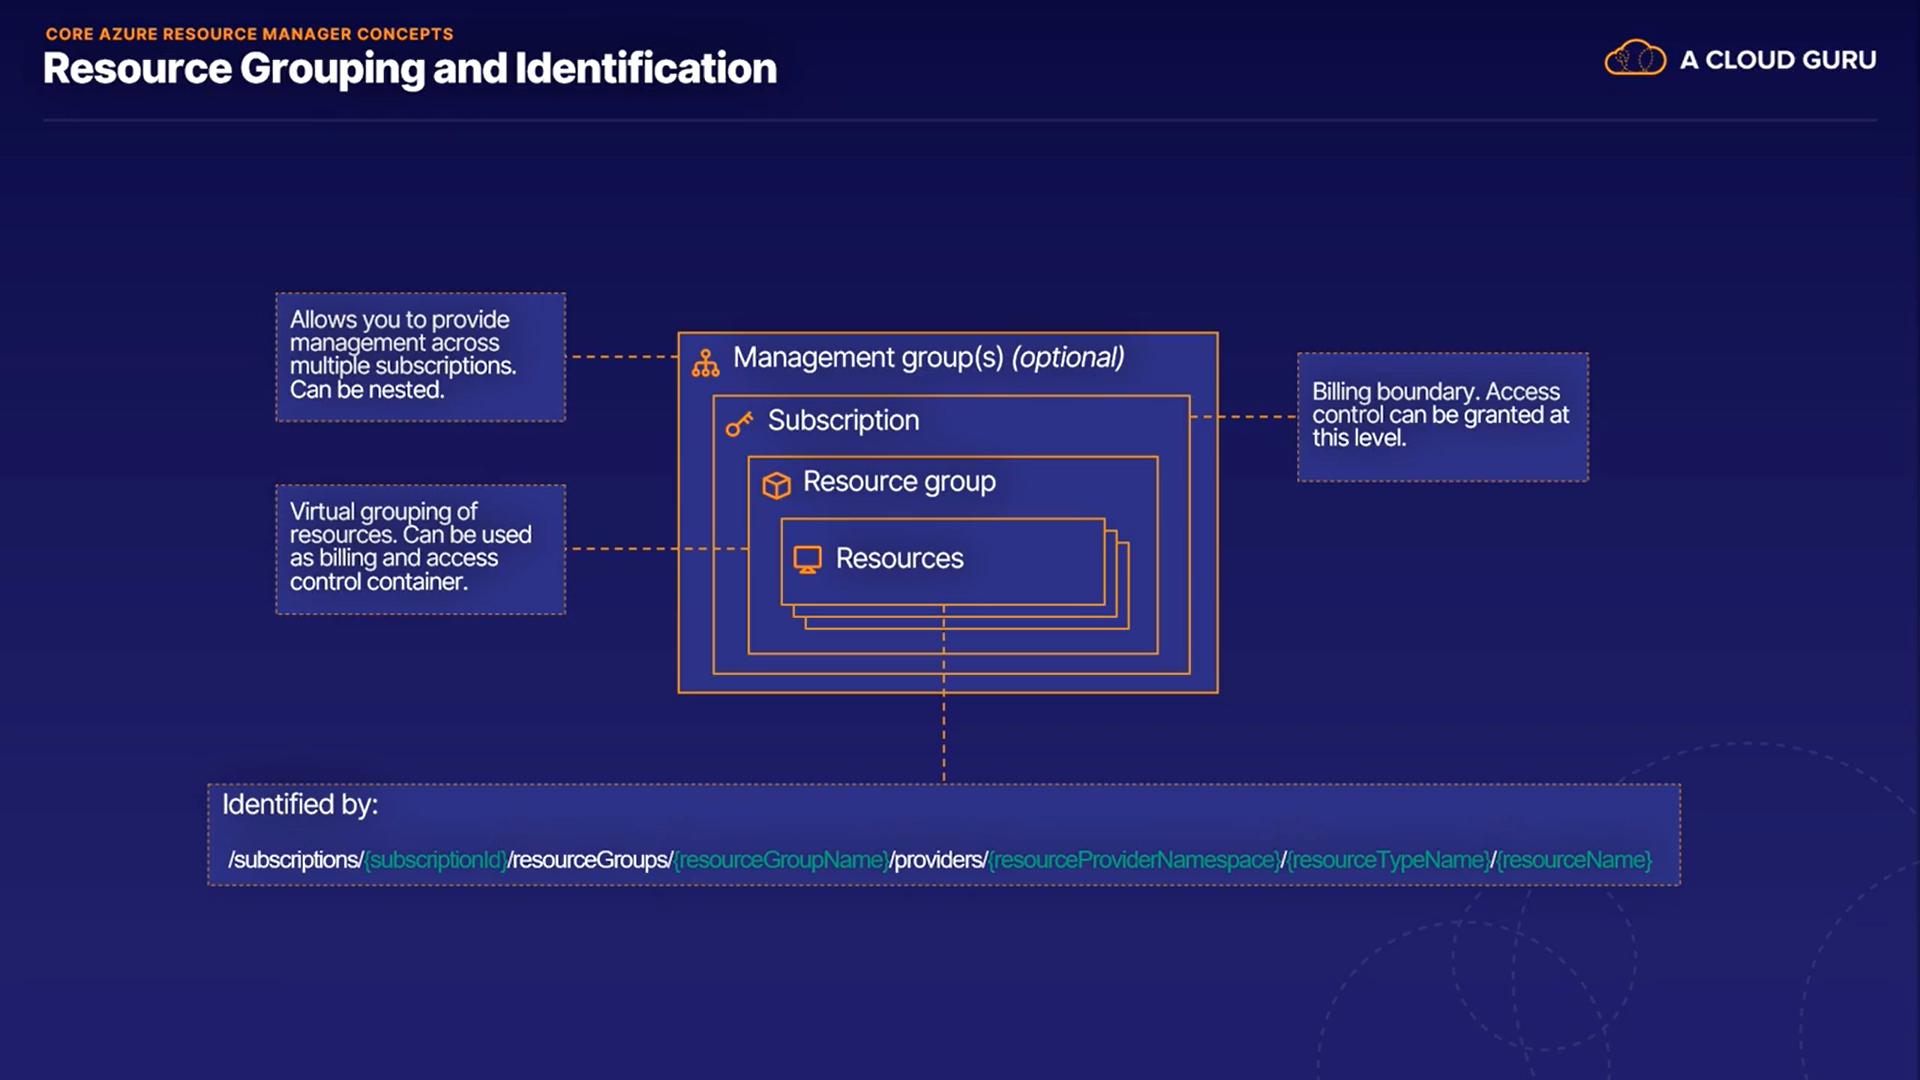 CORE AZURE RESOURCE MANAGER CONCEPTS
Resource Grouping and Identification
A CLOUD GURU
Allows you to provide
management across
multiple subscriptions.
Can be nested.
Management group(s) (optional)
Subscription
Billing boundary. Access
control can be granted at
this level.
Resource group
Virtual grouping of
resources. Can be used
as billing and access
control container.
Resources
Identified by:
/subscriptions/{subscriptionId}/resourceGroups/{resourceGroupName}/providers/{resourceProviderNamespace}/{resourceTypeName}/{resourceName}